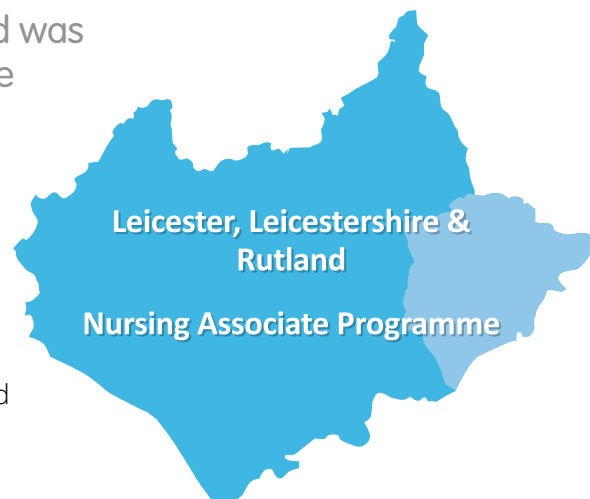 d was
e
Leicester, Leicestershire &
Rutland
Nursing Associate Programme
d